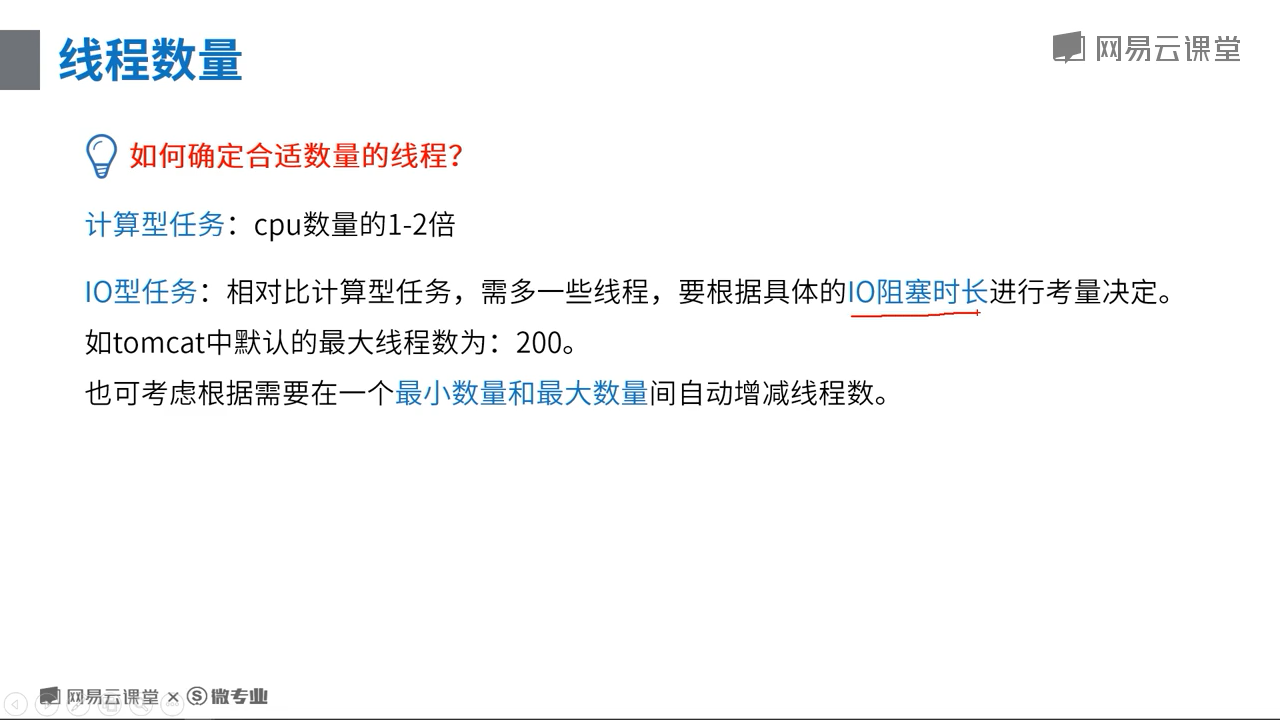 线程数量
网易云课堂
如何确定合适数量的线程？
计算型任务：cpu数量的1-2倍
IO型任务：相对比计算型任务，需多一些线程，要根据具体的IO阻塞时长进行考量决定。
如tomcat中默认的最大线程数为：200。
也可考虑根据需要在一个最小数量和最大数量间自动增减线程数。
网易云课堂 × S 微专业